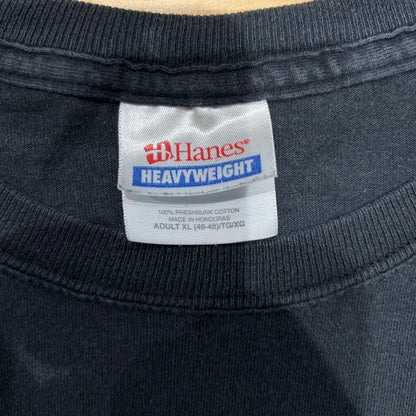 Hanes®
HEAVYWEIGHT
100% PRESHRUNK COTTON
MADE IN HONDURAS
ADULT XL (46-48)/TG/XG